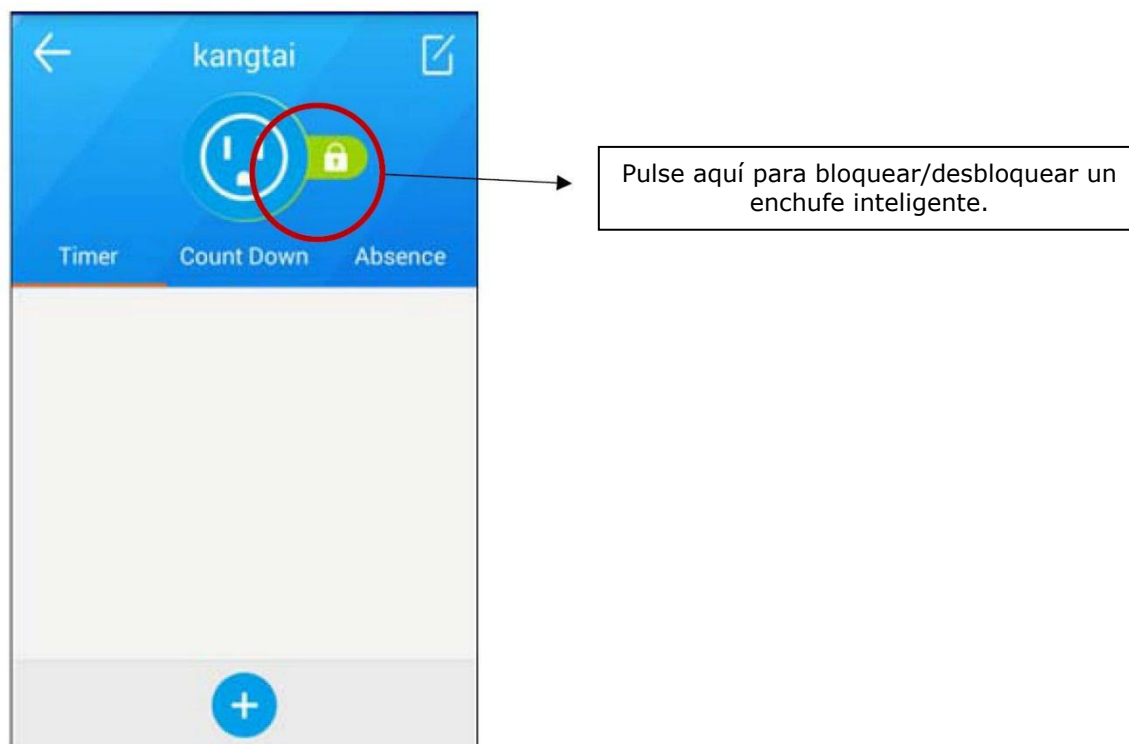 kangtai
Pulse aquí para bloquear/desbloquear un
enchufe inteligente.
Timer Count Down Absence